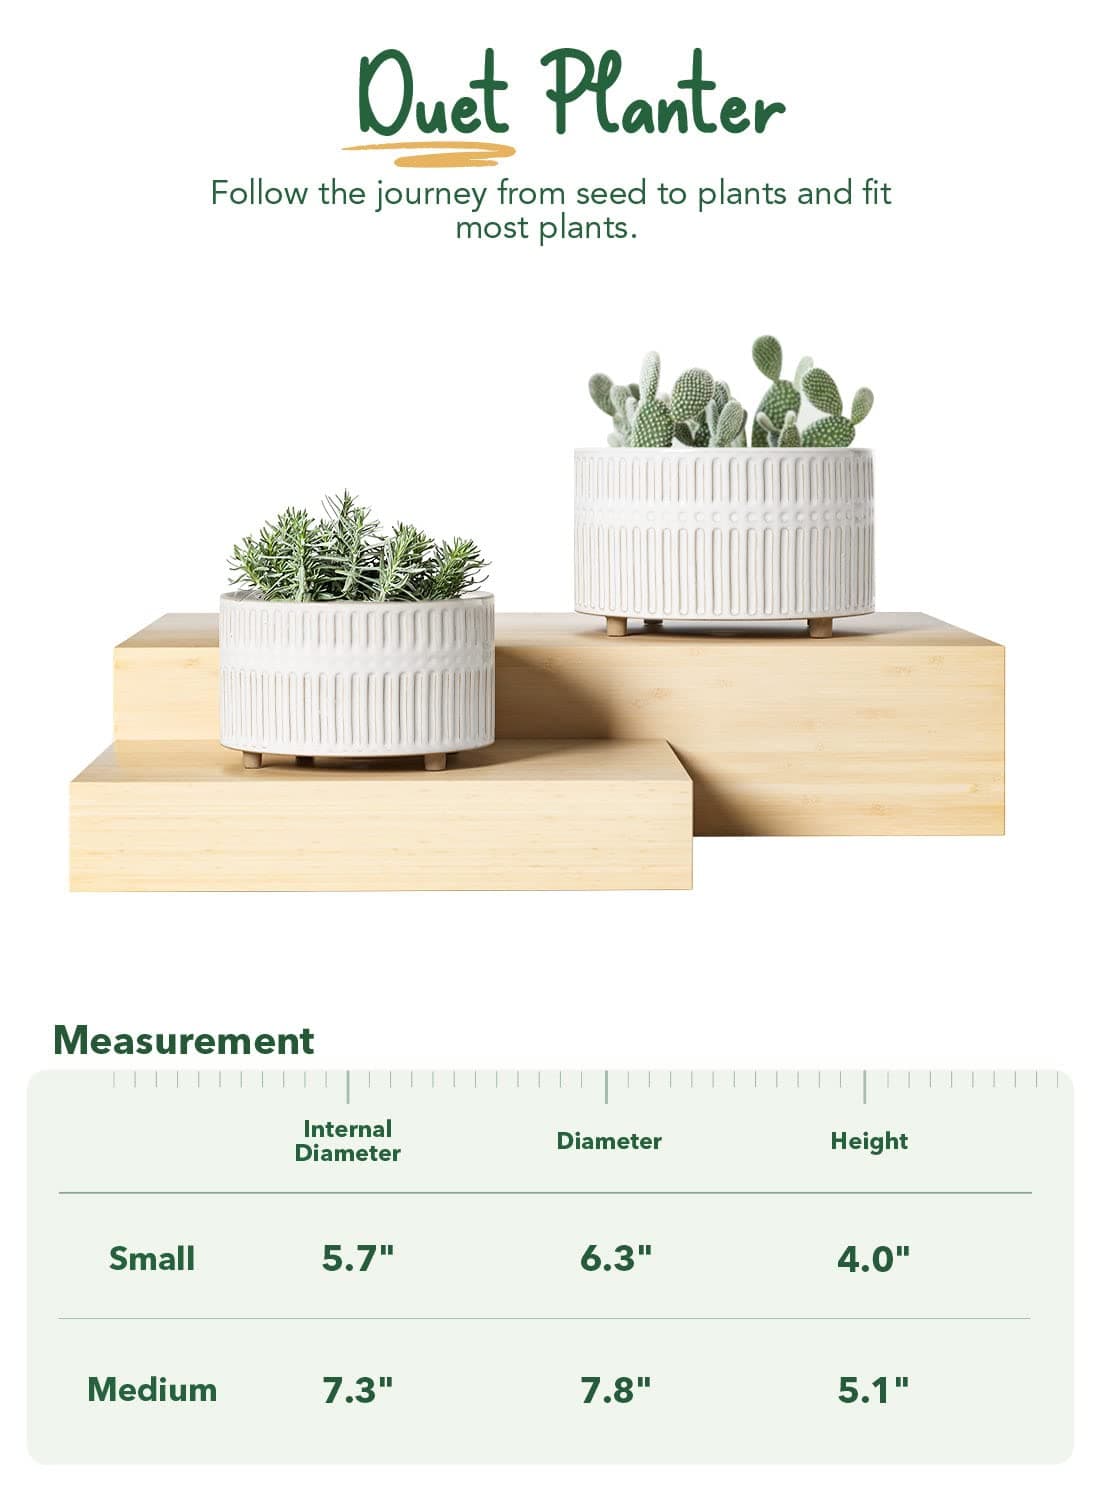 Duet Planter
Follow the journey from seed to plants and fit
most plants.
Measurement
Internal
Diameter
Diameter
Height
Small 5.7" 6.3" 4.0"
Medium 7.3" 7.8" 5.1"